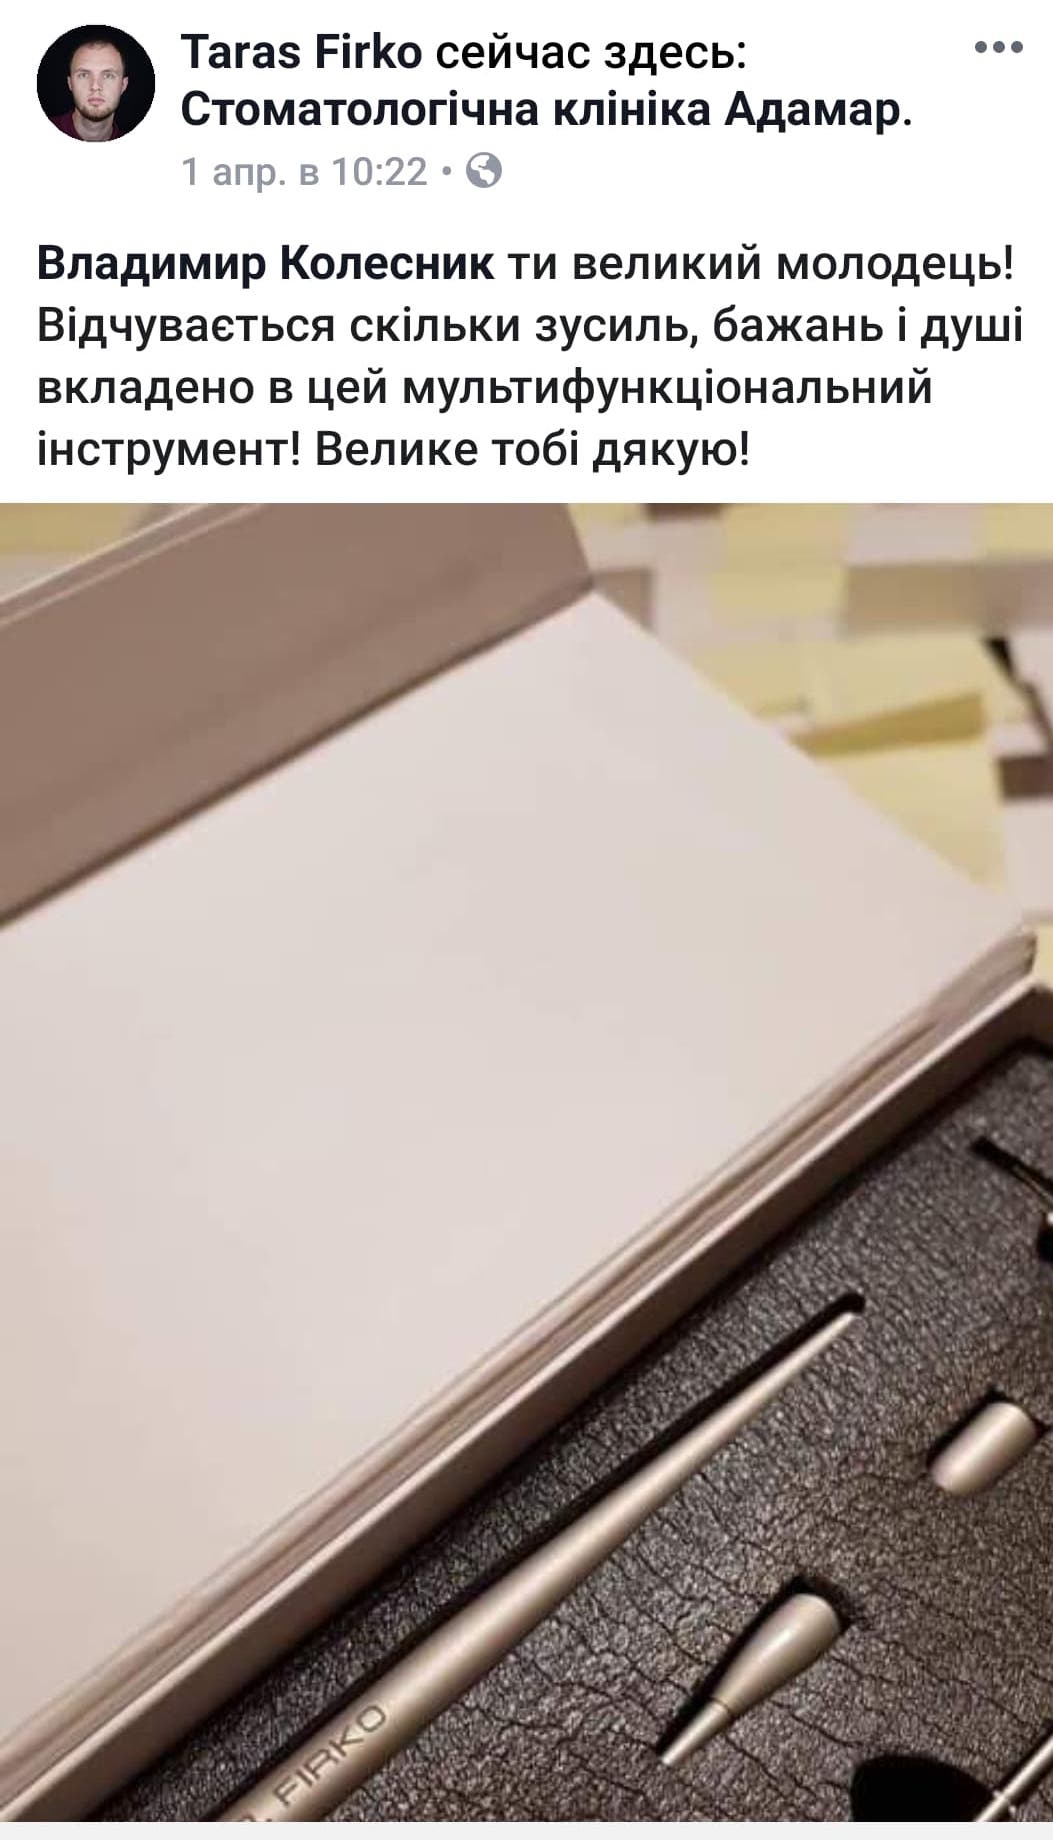 Taras Firko сейчас здесь:
Стоматологічна клініка Адамар.
1 апр. в 10:22 •
Владимир Колесник ти великий молодець!
Відчувається скільки зусиль, бажань і душі
вкладено в цей мультифункціональний
інструмент! Велике тобі дякую!
FIRKO